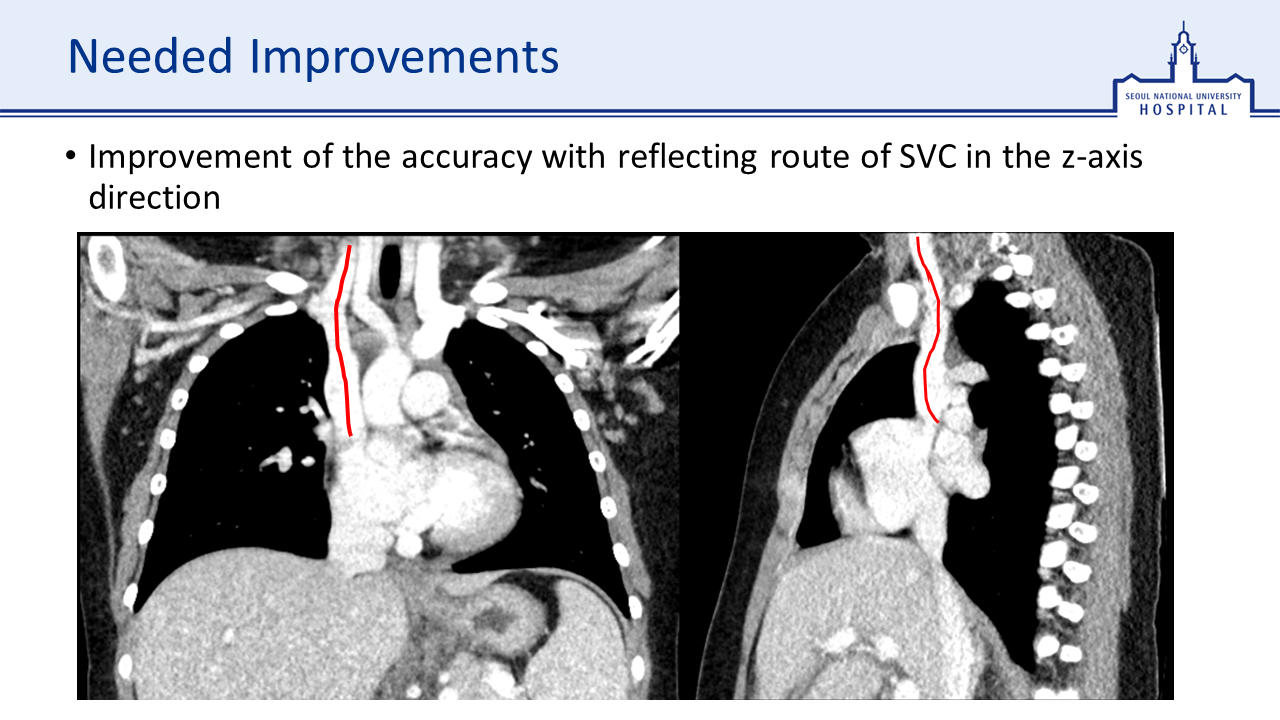 Needed Improvements
SEOUL NATIONAL UNIVERSITY
HOSPITAL
• Improvement of the accuracy with reflecting route of SVC in the z-axis
direction